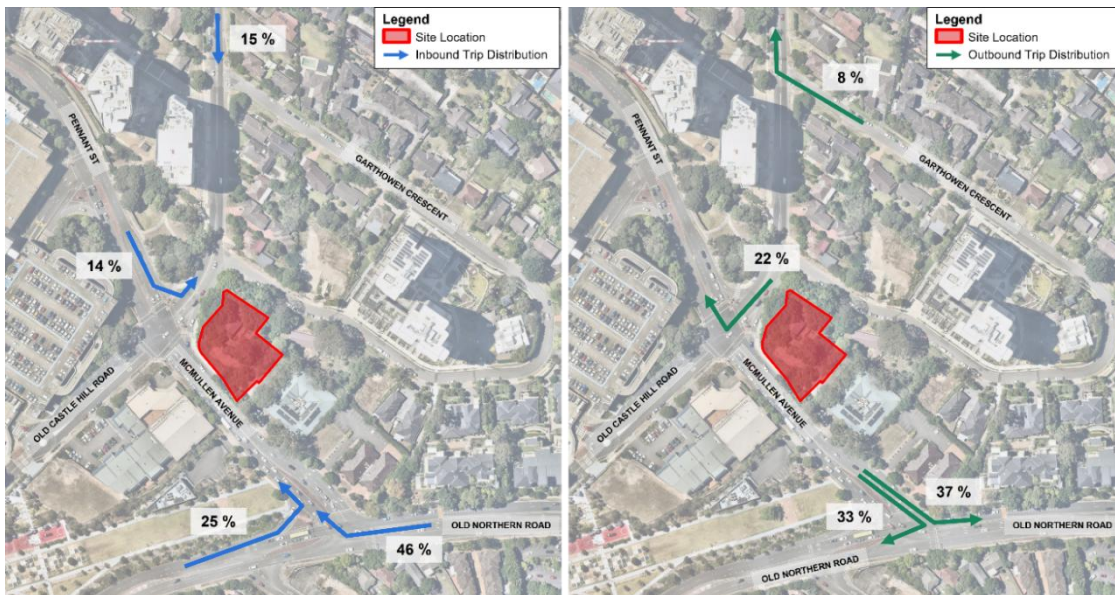 Legend
Site Location
Inbound Trip Distribution
15 %
PENNANT ST
GARTHOWEN CRESCENT
14 %
MCMULLEN AVENUE
OLD CASTLE HILL ROAD
25 %
46 %
OLD NORTHERN ROAD
Legend
Site Location
Outbound Trip Distribution
8 %
PENNANT ST
GARTHOWEN CRESCENT
22 %
MCMULLEN AVENUE
OLD CASTLE HILL ROAD
37 %
33 %
OLD NORTHERN ROAD
OLD NORTHERN ROAD